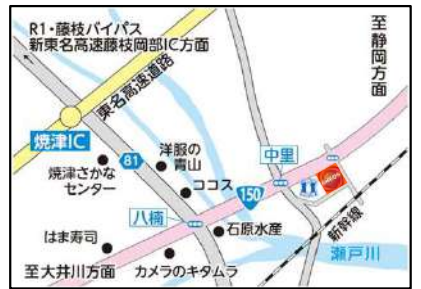 R1・藤枝バイパス
新東名高速藤枝岡部IC方面
至静岡方面
東名高速道路
焼津IC
81
洋服の
青山
中里
焼津さかな
センター
ココス
150
八楠
石原水産
新幹線
はま寿司
瀬戸川
至大井川方面
カメラのキタムラ